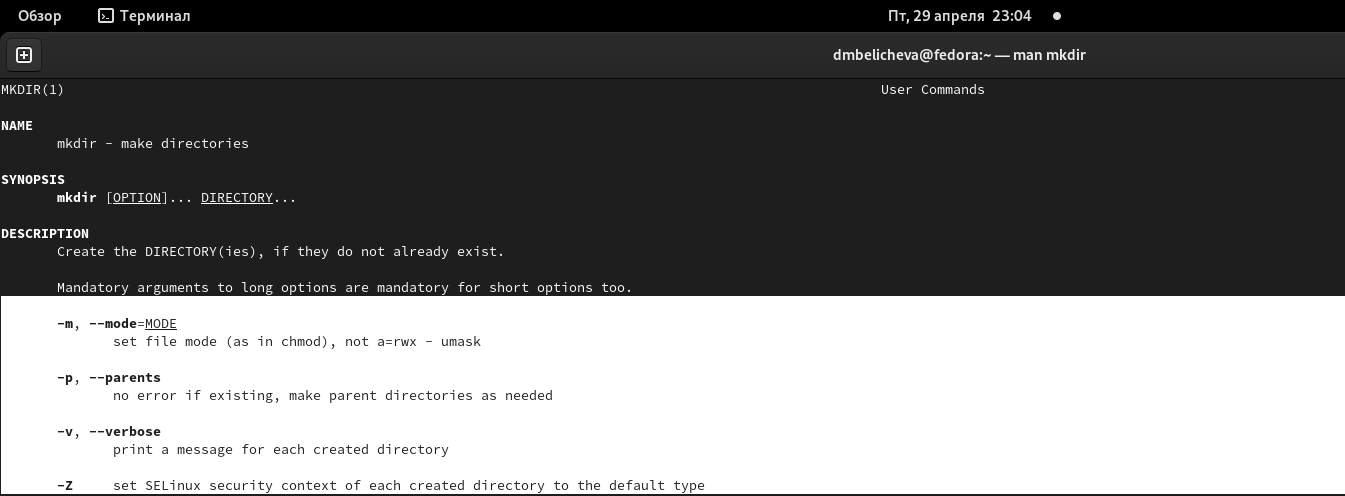 Обзор Терминал Пт, 29 апреля 23:04
dmbelicheva@fedora:~ — man mkdir
MKDIR(1) User Commands
NAME
mkdir - make directories
SYNOPSIS
mkdir [OPTION]... DIRECTORY...
DESCRIPTION
Create the DIRECTORY(ies), if they do not already exist.
Mandatory arguments to long options are mandatory for short options too.
-m, --mode=MODE
set file mode (as in chmod), not a=rwx - umask
-p, --parents
no error if existing, make parent directories as needed
-v, --verbose
print a message for each created directory
-Z set SELinux security context of each created directory to the default type